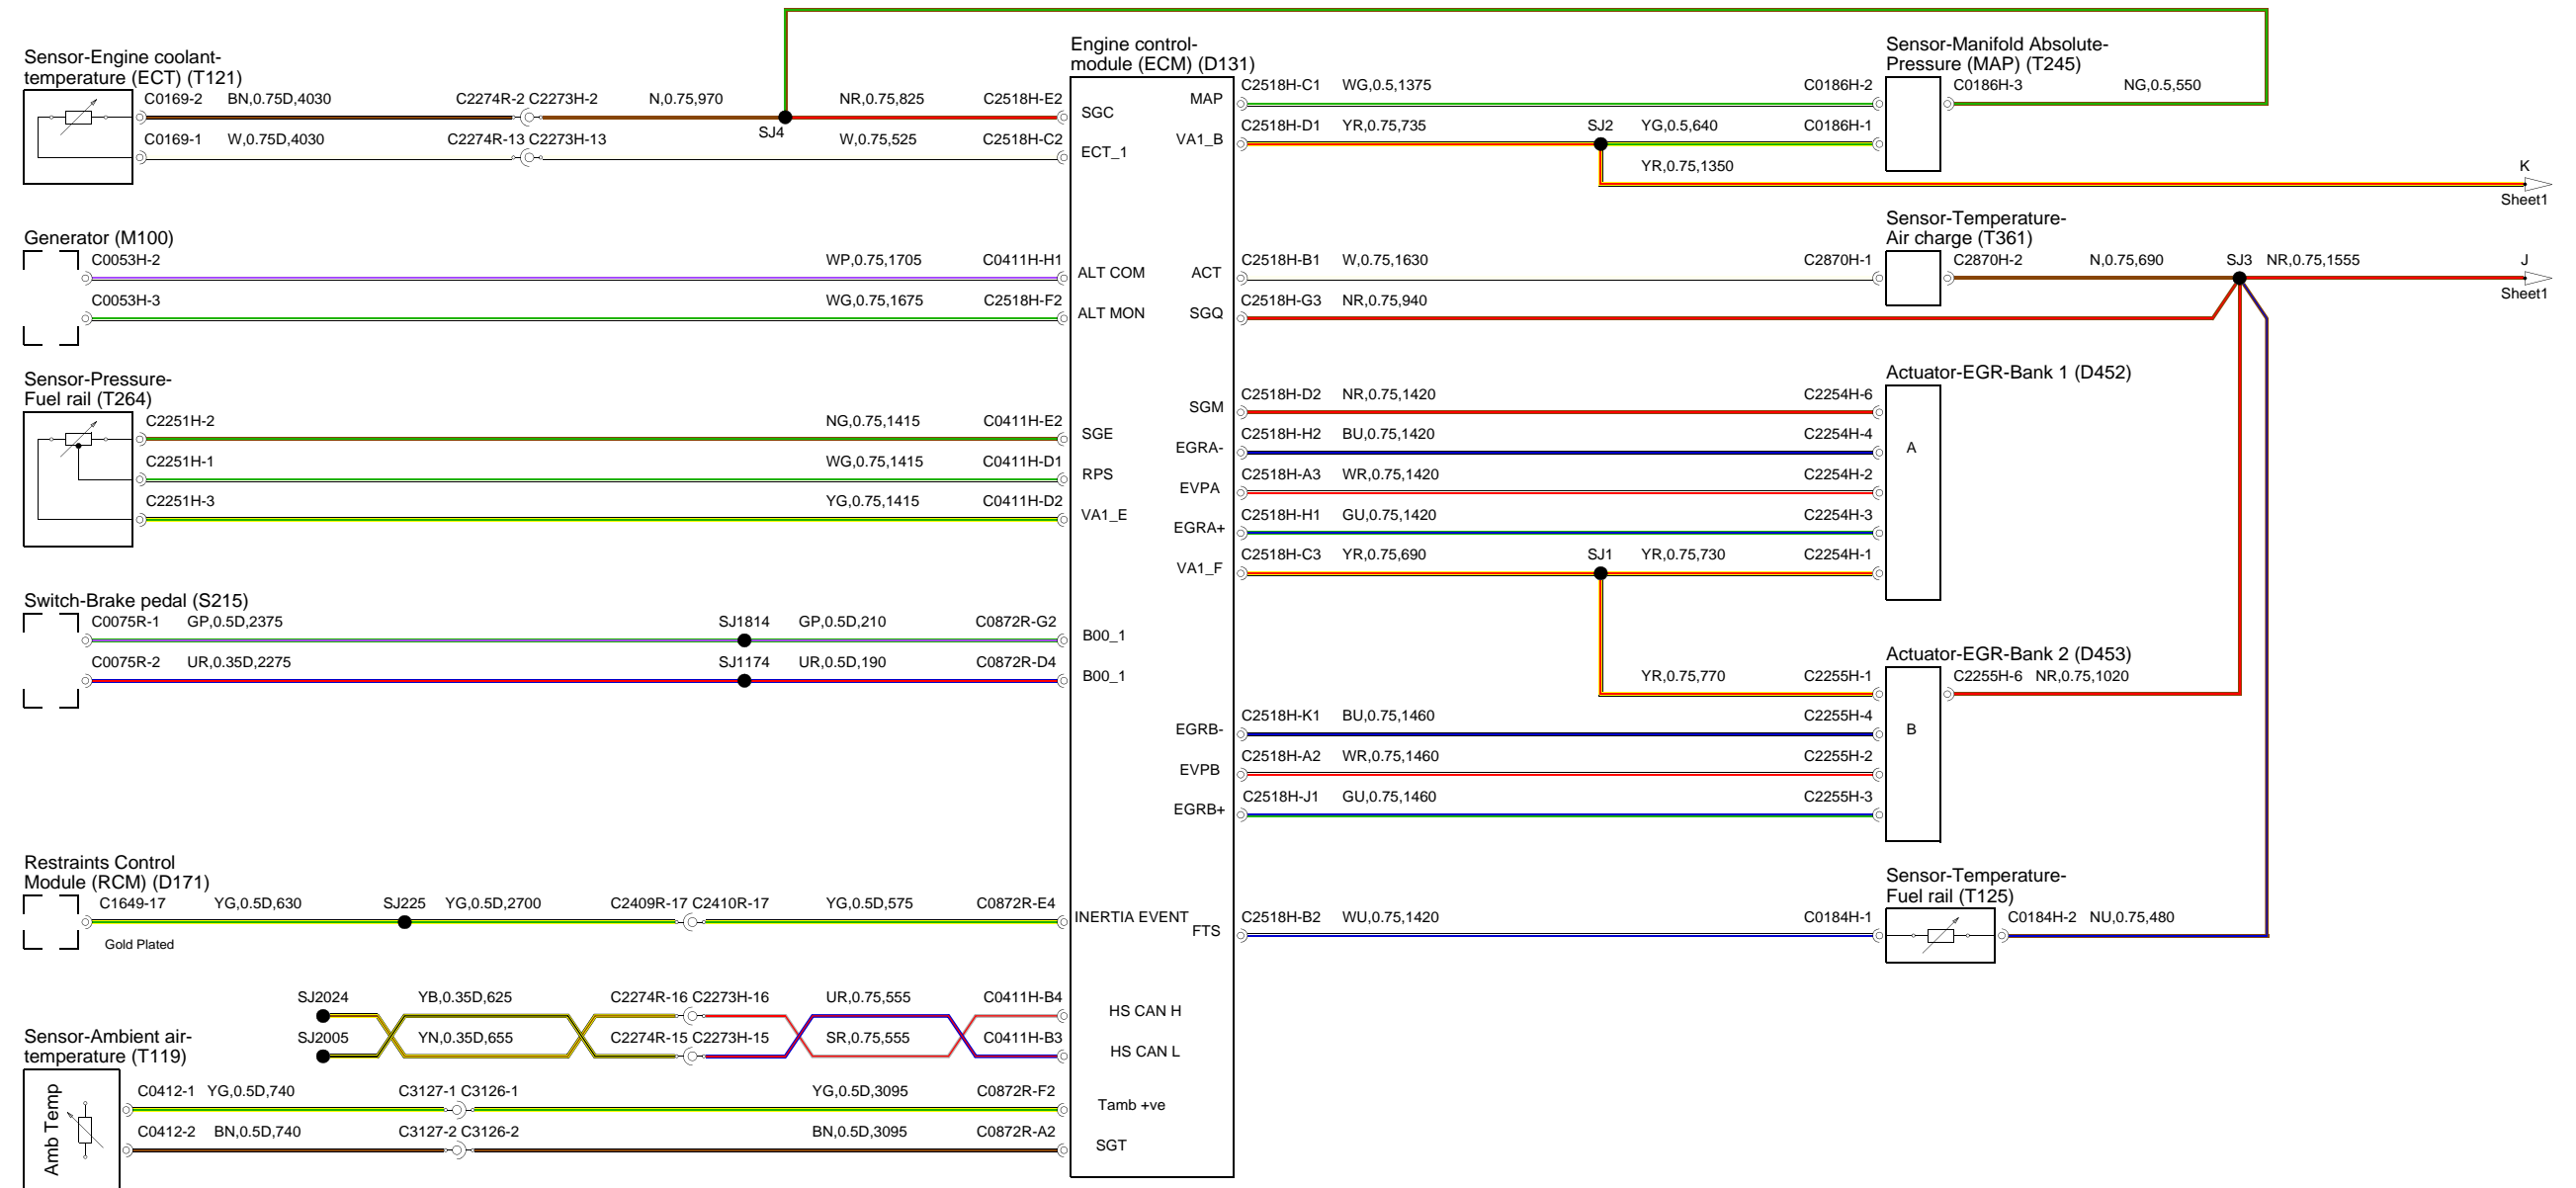 Sensor-Engine coolant-
temperature (ECT) (T121)
C0169-2 BN,0.75D,4030 C2274R-2 C2273H-2 N,0.75,970 SJ4 NR,0.75,825 C2518H-E2 SGC
C0169-1 W,0.75D,4030 C2274R-13 C2273H-13 W,0.75,525 C2518H-C2 ECT_1
Generator (M100)
C0053H-2 WP,0.75,1705 C0411H-H1 ALT COM
C0053H-3 WG,0.75,1675 C2518H-F2 ALT MON
Sensor-Pressure-
Fuel rail (T264)
C2251H-2 NG,0.75,1415 C0411H-E2 SGE
C2251H-1 WG,0.75,1415 C0411H-D1 RPS
C2251H-3 YG,0.75,1415 C0411H-D2 VA1_E
Switch-Brake pedal (S215)
C0075R-1 GP,0.5D,2375 SJ1814 GP,0.5D,210 C0872R-G2 B00_1
C0075R-2 UR,0.35D,2275 SJ1174 UR,0.5D,190 C0872R-D4 B00_1
Restraints Control
Module (RCM) (D171)
C1649-17 YG,0.5D,630 SJ225 YG,0.5D,2700 C2409R-17 C2410R-17 YG,0.5D,575 C0872R-E4 INERTIA EVENT
Gold Plated
SJ2024 YB,0.35D,625 C2274R-16 C2273H-16 UR,0.75,555 C0411H-B4 HS CAN H
SJ2005 YN,0.35D,655 C2274R-15 C2273H-15 SR,0.75,555 C0411H-B3 HS CAN L
Sensor-Ambient air-
temperature (T119)
Amb Temp
C0412-1 YG,0.5D,740 C3127-1 C3126-1 YG,0.5D,3095 C0872R-F2 Tamb +ve
C0412-2 BN,0.5D,740 C3127-2 C3126-2 BN,0.5D,3095 C0872R-A2 SGT
Engine control-
module (ECM) (D131)
Sensor-Manifold Absolute-
Pressure (MAP) (T245)
MAP C2518H-C1 WG,0.5,1375 C0186H-2 C0186H-3 NG,0.5,550
VA1_B C2518H-D1 YR,0.75,735 SJ2 YG,0.5,640 C0186H-1
YR,0.75,1350 K
Sheet1
Sensor-Temperature-
Air charge (T361)
ACT C2518H-B1 W,0.75,1630 C2870H-1 C2870H-2 N,0.75,690 SJ3 NR,0.75,1555 J
Sheet1
SGQ C2518H-G3 NR,0.75,940
Actuator-EGR-Bank 1 (D452)
SGM C2518H-D2 NR,0.75,1420 C2254H-6
EGRA- C2518H-H2 BU,0.75,1420 C2254H-4 A
EVPA C2518H-A3 WR,0.75,1420 C2254H-2
EGRA+ C2518H-H1 GU,0.75,1420 C2254H-3
VA1_F C2518H-C3 YR,0.75,690 SJ1 YR,0.75,730 C2254H-1
Actuator-EGR-Bank 2 (D453)
YR,0.75,770 C2255H-1 C2255H-6 NR,0.75,1020
EGRB- C2518H-K1 BU,0.75,1460 C2255H-4 B
EVPB C2518H-A2 WR,0.75,1460 C2255H-2
EGRB+ C2518H-J1 GU,0.75,1460 C2255H-3
Sensor-Temperature-
Fuel rail (T125)
FTS C2518H-B2 WU,0.75,1420 C0184H-1 C0184H-2 NU,0.75,480